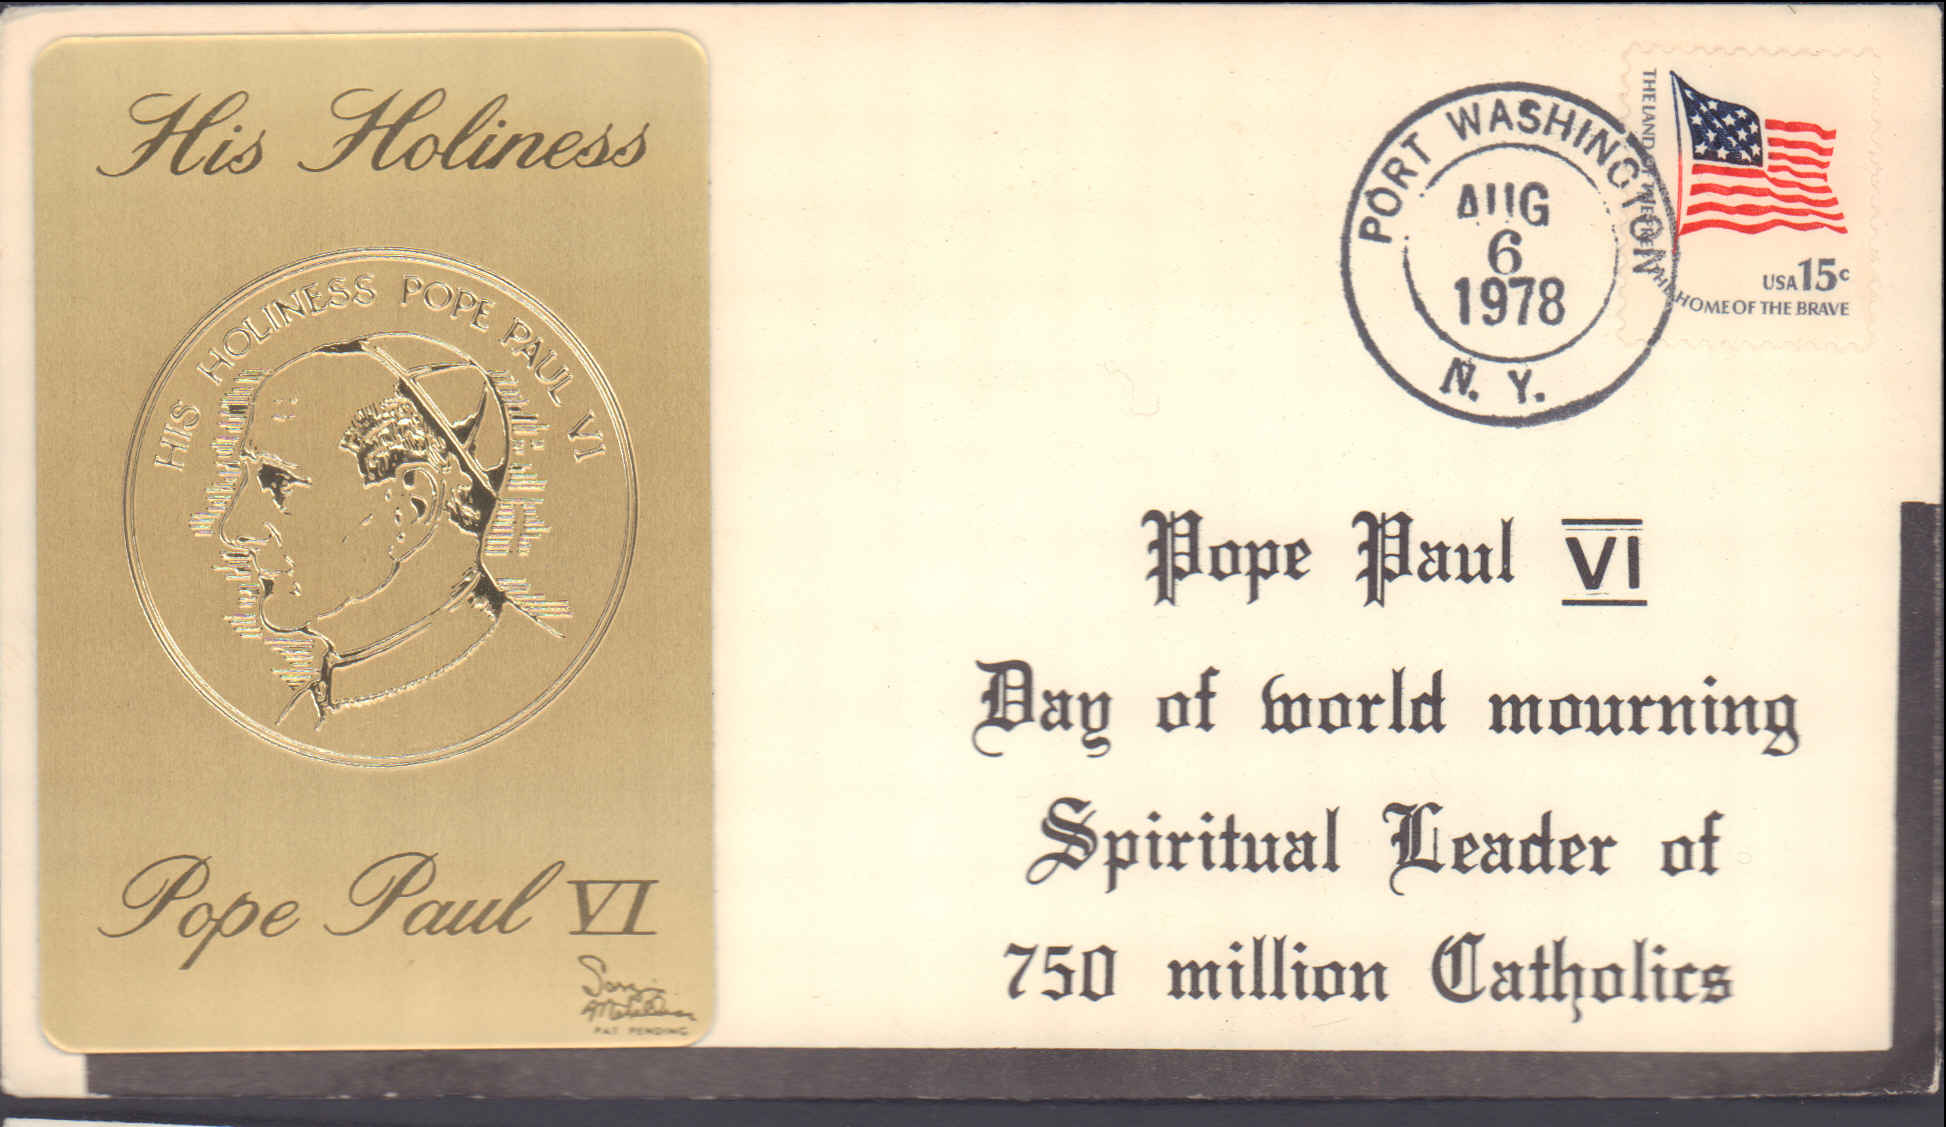 His Holiness
HIS HOLINESS POPE PAUL VI
Pope Paul VI
PAT PENDING
PORT WASHINGTON
AUG
6
1978
N. Y.
THE LAND OF THE FREE THE HOME OF THE BRAVE
USA 15c
Pope Paul VI
Day of world mourning
Spiritual Leader of
750 million Catholics